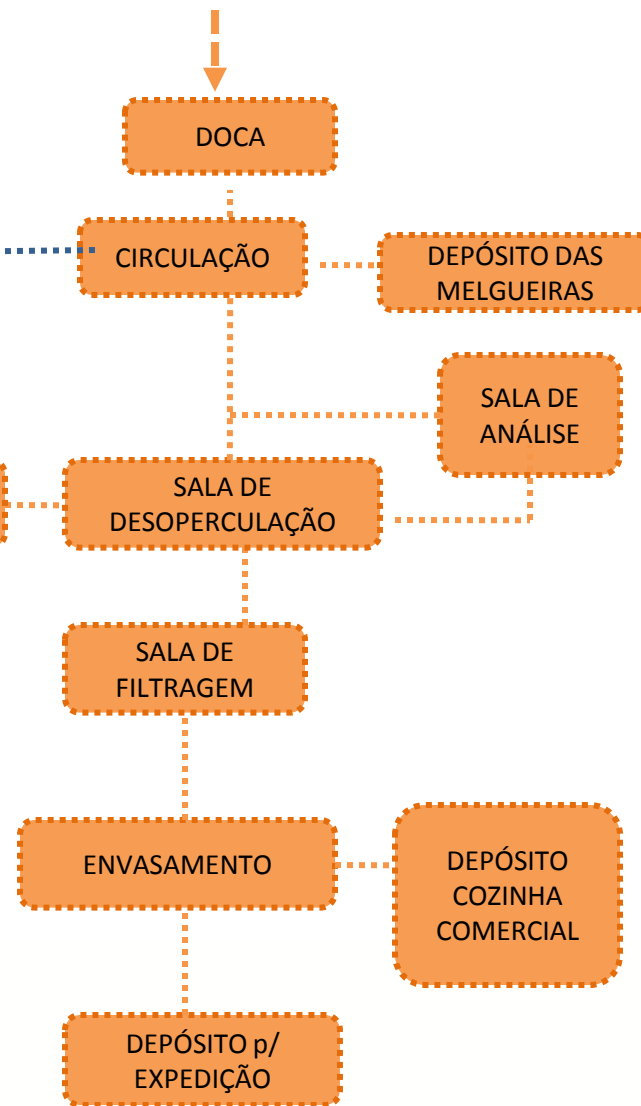 DOCA
CIRCULAÇÃO
DEPÓSITO DAS
MELGUEIRAS
SALA DE
ANÁLISE
SALA DE
DESOPERCULAÇÃO
SALA DE
FILTRAGEM
ENVASAMENTO
DEPÓSITO
COZINHA
COMERCIAL
DEPÓSITO p/
EXPEDIÇÃO